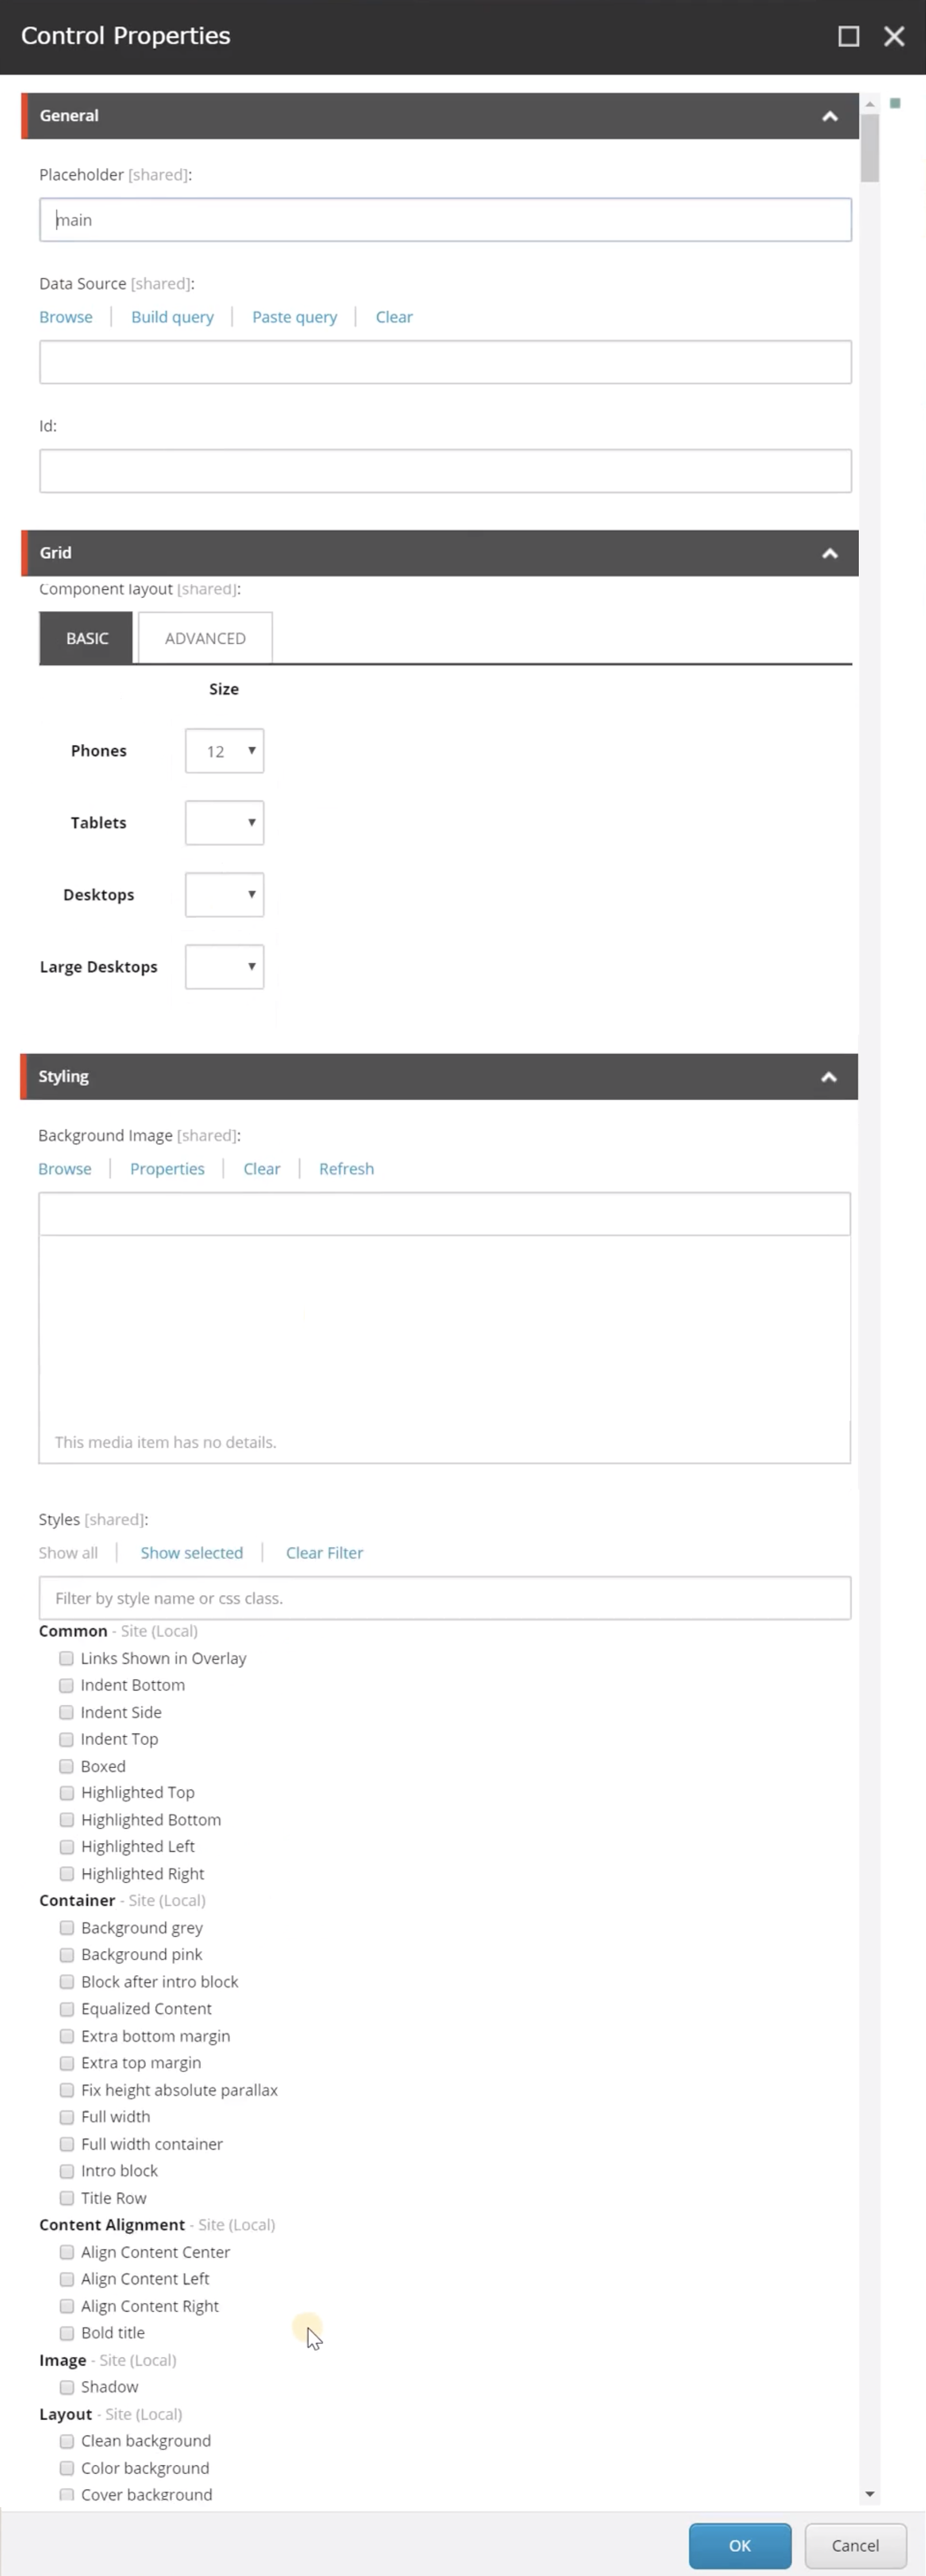 Control Properties
General
Placeholder [shared]:
main
Data Source [shared]:
Browse Build query Paste query Clear
Id:
Grid
Component layout [shared]:
BASIC ADVANCED
Size
Phones 12
Tablets
Desktops
Large Desktops
Styling
Background Image [shared]:
Browse Properties Clear Refresh
This media item has no details.
Styles [shared]:
Show all Show selected Clear Filter
Filter by style name or css class.
Common - Site (Local)
Links Shown in Overlay
Indent Bottom
Indent Side
Indent Top
Boxed
Highlighted Top
Highlighted Bottom
Highlighted Left
Highlighted Right
Container - Site (Local)
Background grey
Background pink
Block after intro block
Equalized Content
Extra bottom margin
Extra top margin
Fix height absolute parallax
Full width
Full width container
Intro block
Title Row
Content Alignment - Site (Local)
Align Content Center
Align Content Left
Align Content Right
Bold title
Image - Site (Local)
Shadow
Layout - Site (Local)
Clean background
Color background
Cover background
OK Cancel